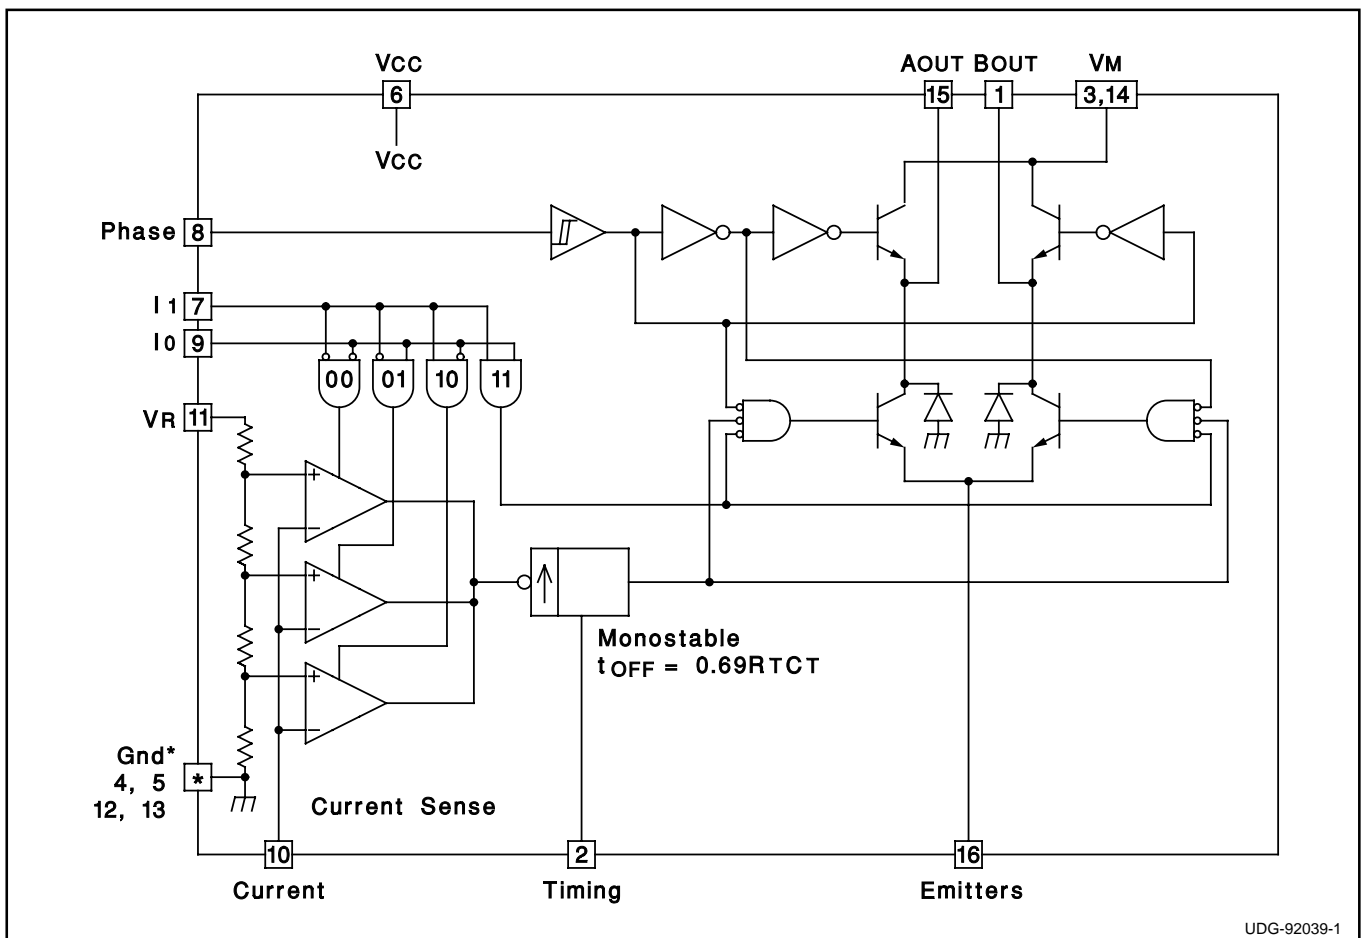 VCC
6
VCC
AOUT BOUT VM
15 1 3,14
Phase 8
I1 7
I0 9
00 01 10 11
VR 11
+
−
+
−
+
−
Monostable
tOFF = 0.69RTCT
Gnd*
4, 5
12, 13
*
Current Sense
10 2 16
Current Timing Emitters
UDG-92039-1